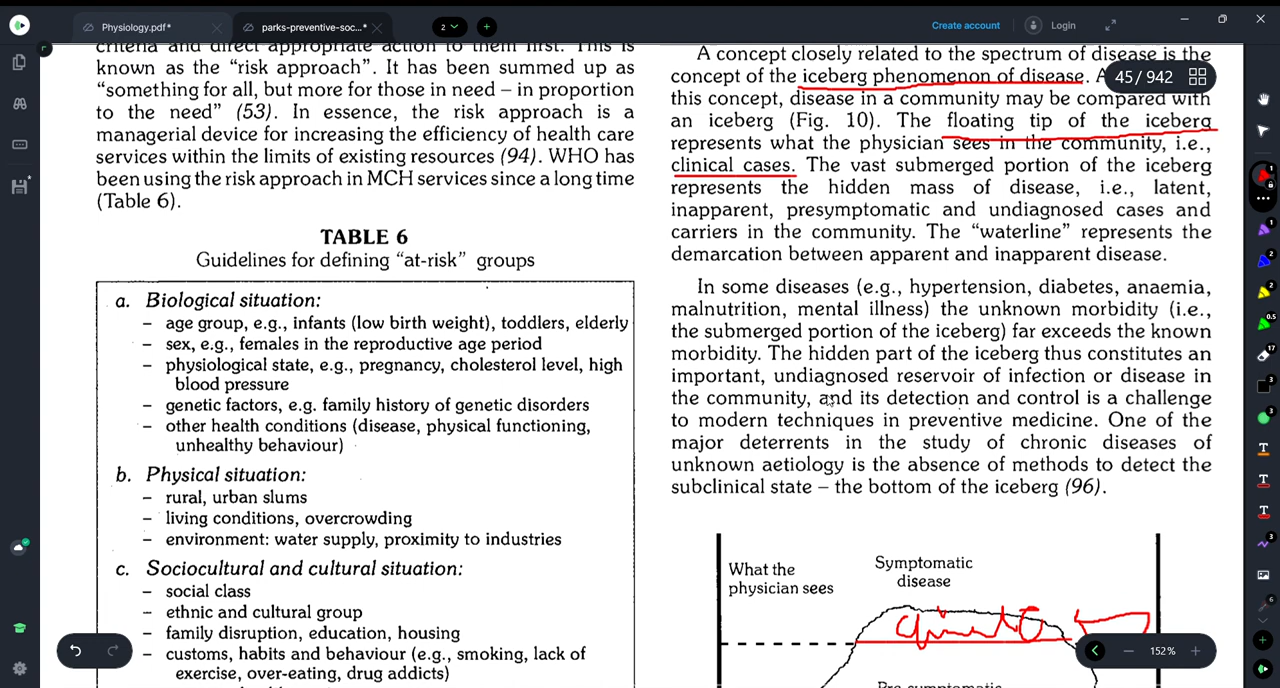 Physiology.pdf*
parks-preventive-soc...*
2
Create account
Login
45 / 942
criteria and direct appropriate action to them first. This is
known as the "risk approach". It has been summed up as
"something for all, but more for those in need – in proportion
to the need" (53). In essence, the risk approach is a
managerial device for increasing the efficiency of health care
services within the limits of existing resources (94). WHO has
been using the risk approach in MCH services since a long time
(Table 6).
TABLE 6
Guidelines for defining "at-risk" groups
a. Biological situation:
– age group, e.g., infants (low birth weight), toddlers, elderly
– sex, e.g., females in the reproductive age period
– physiological state, e.g., pregnancy, cholesterol level, high
blood pressure
– genetic factors, e.g. family history of genetic disorders
– other health conditions (disease, physical functioning,
unhealthy behaviour)
b. Physical situation:
– rural, urban slums
– living conditions, overcrowding
– environment: water supply, proximity to industries
c. Sociocultural and cultural situation:
– social class
– ethnic and cultural group
– family disruption, education, housing
– customs, habits and behaviour (e.g., smoking, lack of
exercise, over-eating, drug addicts)
A concept closely related to the spectrum of disease is the
concept of the iceberg phenomenon of disease. A
this concept, disease in a community may be compared with
an iceberg (Fig. 10). The floating tip of the iceberg
represents what the physician sees in the community, i.e.,
clinical cases. The vast submerged portion of the iceberg
represents the hidden mass of disease, i.e., latent,
inapparent, presymptomatic and undiagnosed cases and
carriers in the community. The "waterline" represents the
demarcation between apparent and inapparent disease.
In some diseases (e.g., hypertension, diabetes, anaemia,
malnutrition, mental illness) the unknown morbidity (i.e.,
the submerged portion of the iceberg) far exceeds the known
morbidity. The hidden part of the iceberg thus constitutes an
important, undiagnosed reservoir of infection or disease in
the community, and its detection and control is a challenge
to modern techniques in preventive medicine. One of the
major deterrents in the study of chronic diseases of
unknown aetiology is the absence of methods to detect the
subclinical state – the bottom of the iceberg (96).
What the
physician sees
Symptomatic
disease
152%